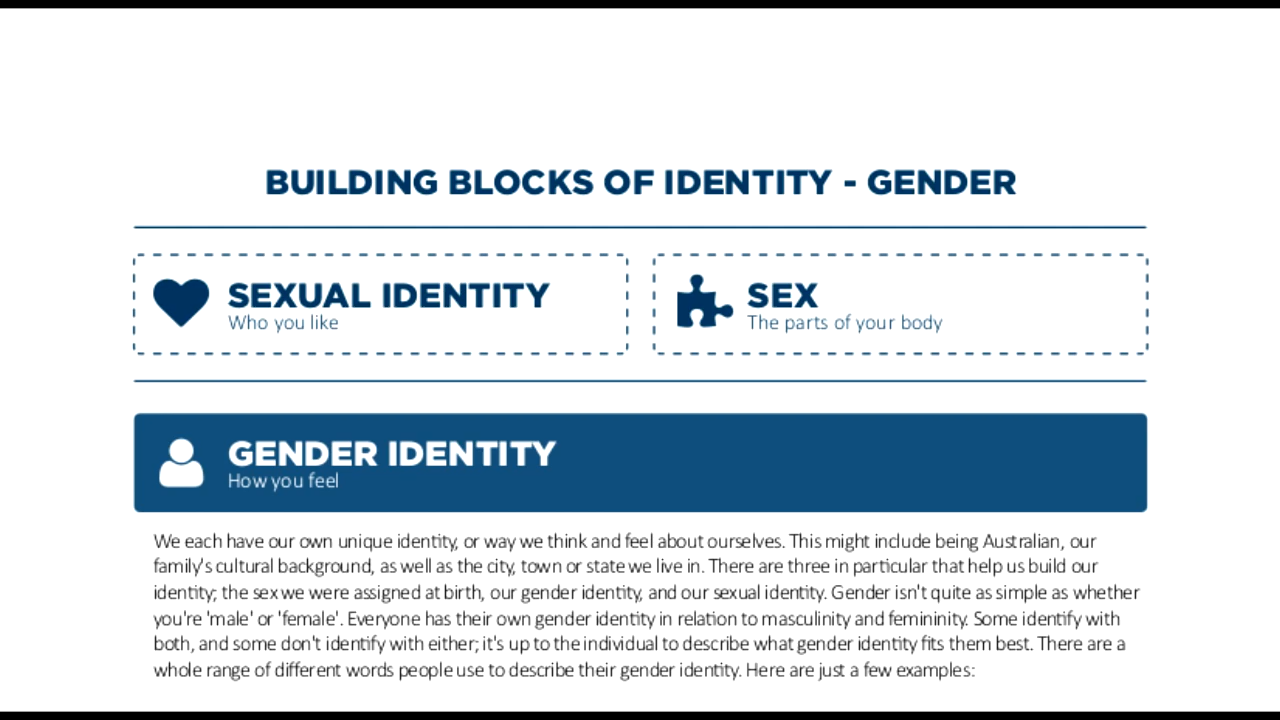 BUILDING BLOCKS OF IDENTITY - GENDER
SEXUAL IDENTITY
Who you like
SEX
The parts of your body
GENDER IDENTITY
How you feel
We each have our own unique identity, or way we think and feel about ourselves. This might include being Australian, our
family's cultural background, as well as the city, town or state we live in. There are three in particular that help us build our
identity; the sex we were assigned at birth, our gender identity, and our sexual identity. Gender isn't quite as simple as whether
you're 'male' or 'female'. Everyone has their own gender identity in relation to masculinity and femininity. Some identify with
both, and some don't identify with either; it's up to the individual to describe what gender identity fits them best. There are a
whole range of different words people use to describe their gender identity. Here are just a few examples: